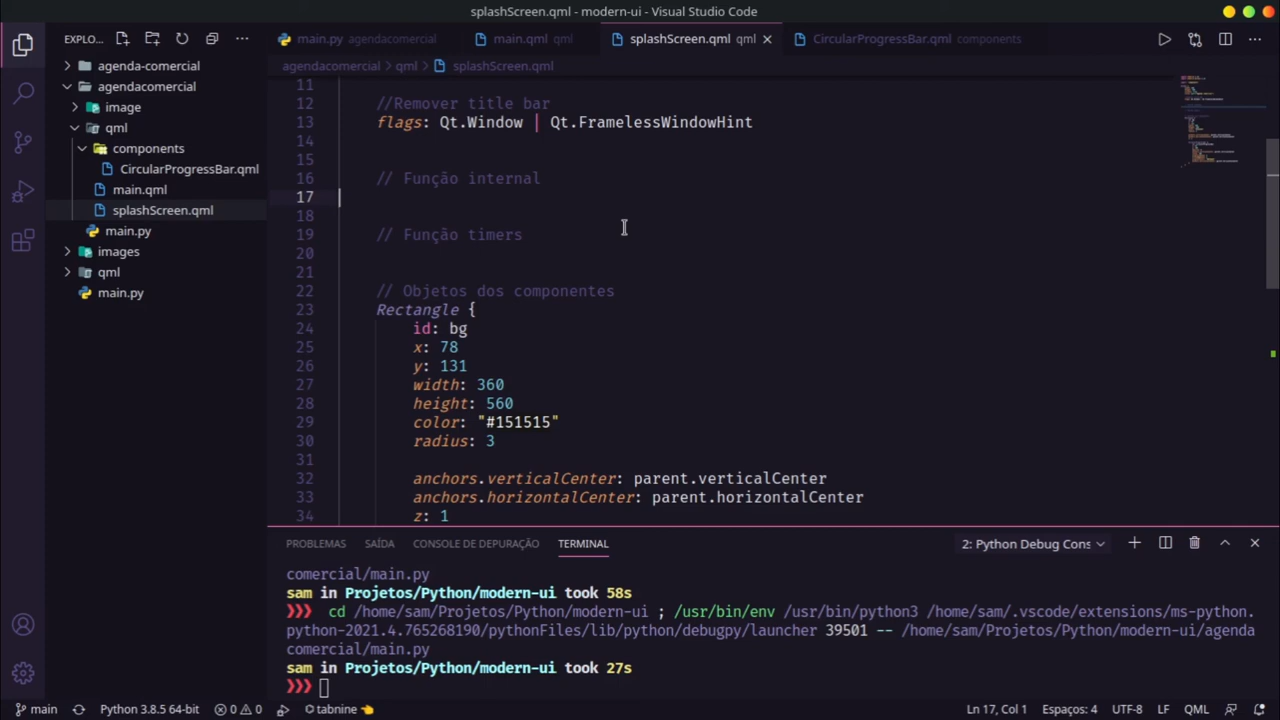 splashScreen.qml - modern-ui - Visual Studio Code
EXPLO...
main.py agendacomercial
main.qml qml
splashScreen.qml qml
CircularProgressBar.qml components
agenda-comercial
agendacomercial
image
qml
components
CircularProgressBar.qml
main.qml
splashScreen.qml
main.py
images
qml
main.py
agendacomercial > qml > splashScreen.qml
11
12 //Remover title bar
13 flags: Qt.Window | Qt.FramelessWindowHint
14
15
16 // Função internal
17
18
19 // Função timers
20
21
22 // Objetos dos componentes
23 Rectangle {
24 id: bg
25 x: 78
26 y: 131
27 width: 360
28 height: 560
29 color: "#151515"
30 radius: 3
31
32 anchors.verticalCenter: parent.verticalCenter
33 anchors.horizontalCenter: parent.horizontalCenter
34 z: 1
PROBLEMAS SAÍDA CONSOLE DE DEPURAÇÃO TERMINAL
2: Python Debug Cons
comercial/main.py
sam in Projetos/Python/modern-ui took 58s
❯❯❯ cd /home/sam/Projetos/Python/modern-ui ; /usr/bin/env /usr/bin/python3 /home/sam/.vscode/extensions/ms-python.
python-2021.4.765268190/pythonFiles/lib/python/debugpy/launcher 39501 -- /home/sam/Projetos/Python/modern-ui/agenda
comercial/main.py
sam in Projetos/Python/modern-ui took 27s
❯❯❯
main Python 3.8.5 64-bit 0 0 tabnine Ln 17, Col 1 Espaços: 4 UTF-8 LF QML